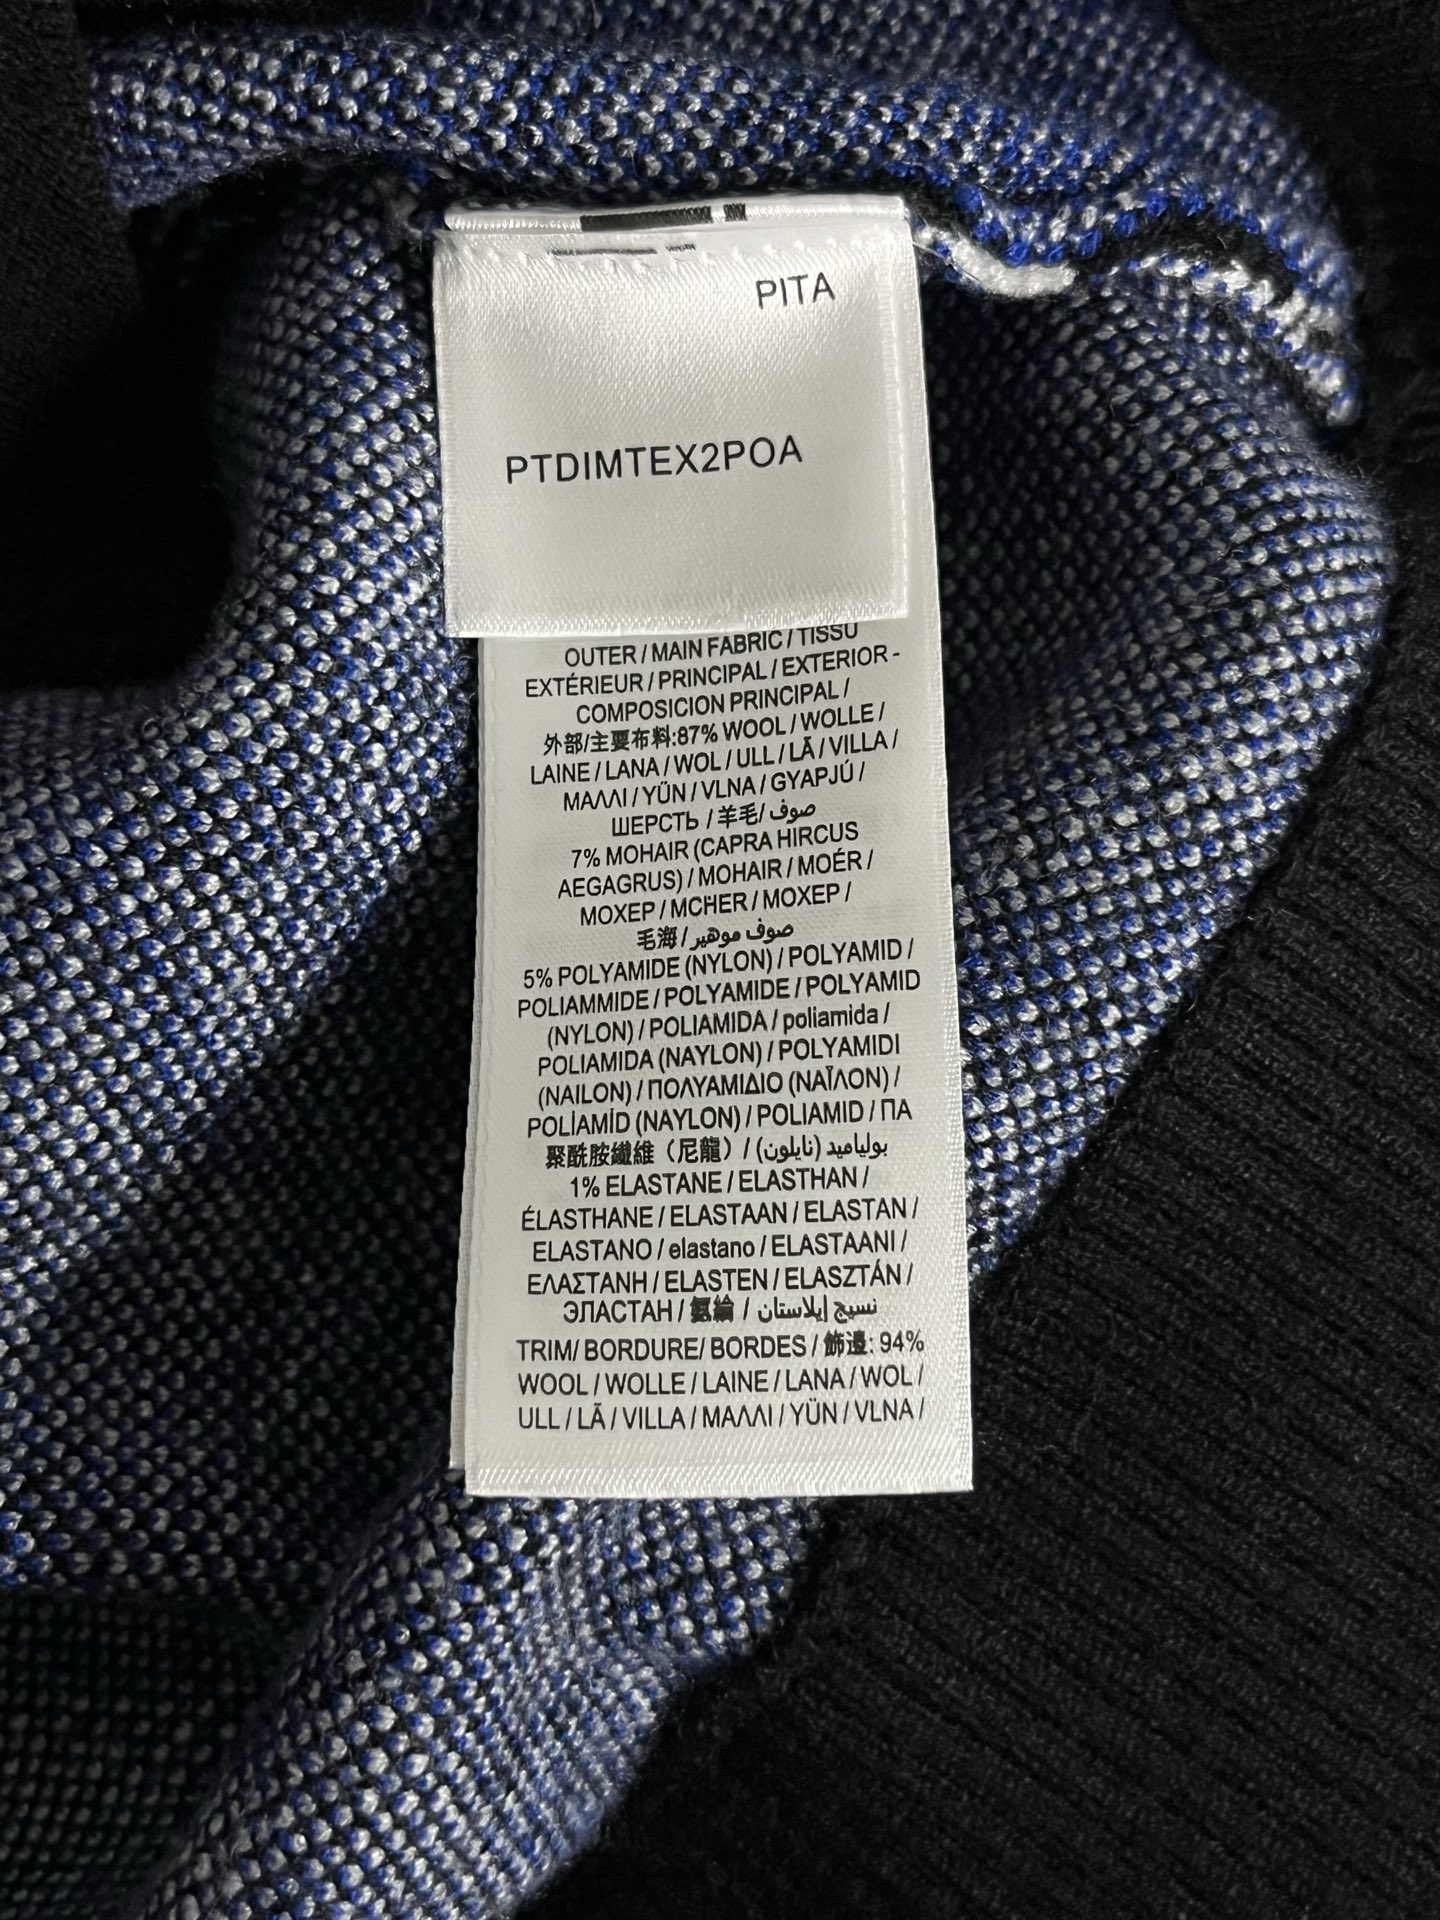 PITA
PTDIMTEX2POA
OUTER / MAIN FABRIC / TISSU
EXTÉRIEUR / PRINCIPAL / EXTERIOR -
COMPOSICION PRINCIPAL /
外部/主要布料:87% WOOL / WOLLE /
LAINE / LANA / WOL / ULL / LÃ / VILLA /
ΜΑΛΛΙ / YÜN / VLNA / GYAPJÚ /
ШЕРСТЬ / 羊毛/ صوف
7% MOHAIR (CAPRA HIRCUS
AEGAGRUS) / MOHAIR / MOÉR /
MOXEP / MCHER / MOXEP /
毛海 / صوف موهير
5% POLYAMIDE (NYLON) / POLYAMID /
POLIAMMIDE / POLYAMIDE / POLYAMID
(NYLON) / POLIAMIDA / poliamida /
POLIAMIDA (NAYLON) / POLYAMIDI
(NAILON) / ΠΟΛΥΑΜΙΔΙΟ (ΝΑΪΛΟΝ) /
POLİAMİD (NAYLON) / POLIAMID / ПА
聚酰胺纖維（尼龍）/ بولياميد (نايلون)
1% ELASTANE / ELASTHAN /
ÉLASTHANE / ELASTAAN / ELASTAN /
ELASTANO / elastano / ELASTAANI /
ΕΛΑΣΤΑΝΗ / ELASTEN / ELASZTÁN /
ЭЛАСТАН / 氨綸 / نسيج إيلاستان
TRIM/ BORDURE/ BORDES / 飾邊: 94%
WOOL / WOLLE / LAINE / LANA / WOL /
ULL / LÃ / VILLA / ΜΑΛΛΙ / YÜN / VLNA /